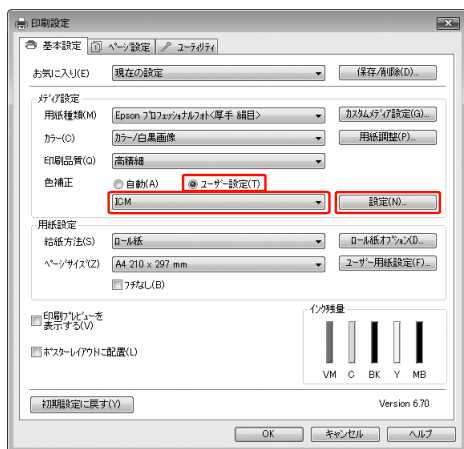 印刷設定
基本設定 ページ設定 ユーティリティ
お気に入り(E) 現在の設定 保存/削除(D)...
メディア設定
用紙種類(M) Epson プロフェッショナルフォト<厚手 絹目> カスタムメディア設定(G)...
カラー(C) カラー/白黒画像 用紙調整(P)...
印刷品質(Q) 高精細
色補正 自動(A) ユーザー設定(T)
ICM 設定(N)...
用紙設定
給紙方法(S) ロール紙 ロール紙オプション(I)...
ページサイズ(Z) A4 210 x 297 mm ユーザー用紙設定(F)...
フチなし(B)
印刷プレビューを
表示する(V)
ポスターレイアウトに配置(L)
インク残量
VM C BK Y MB
初期設定に戻す(Y) Version 6.70
OK キャンセル ヘルプ